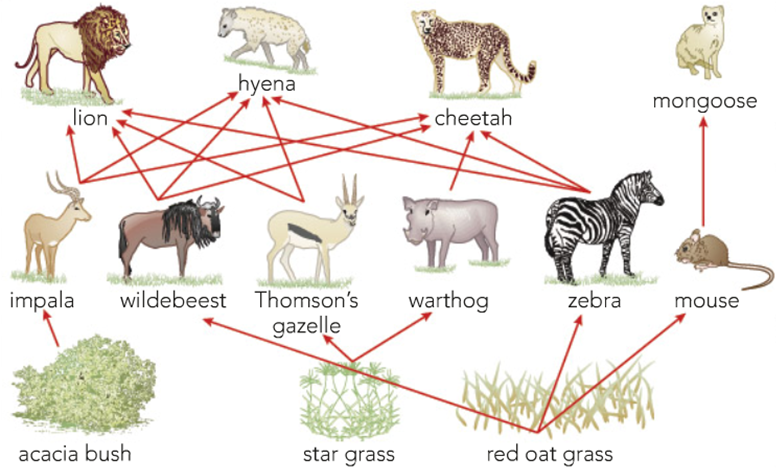 hyena
lion
cheetah
mongoose
impala
wildebeest
Thomson's
gazelle
warthog
zebra
mouse
acacia bush
star grass
red oat grass